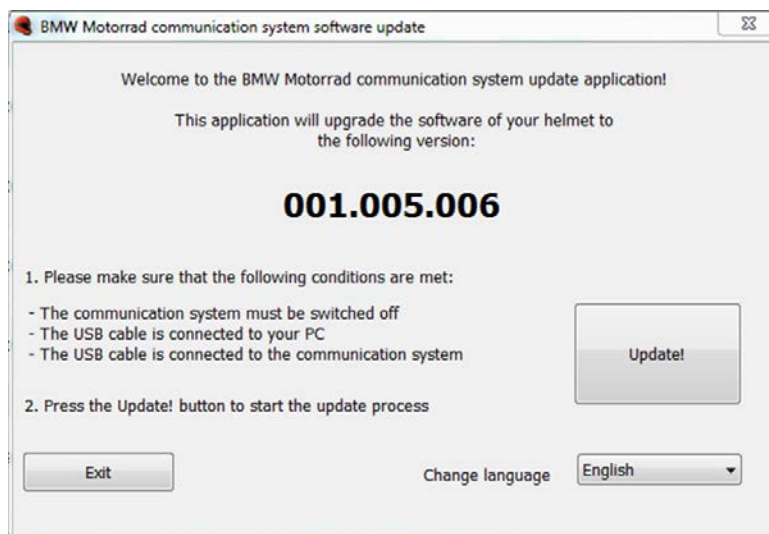 BMW Motorrad communication system software update
Welcome to the BMW Motorrad communication system update application!
This application will upgrade the software of your helmet to
the following version:
001.005.006
1. Please make sure that the following conditions are met:
- The communication system must be switched off
- The USB cable is connected to your PC
- The USB cable is connected to the communication system
Update!
2. Press the Update! button to start the update process
Exit
Change language
English